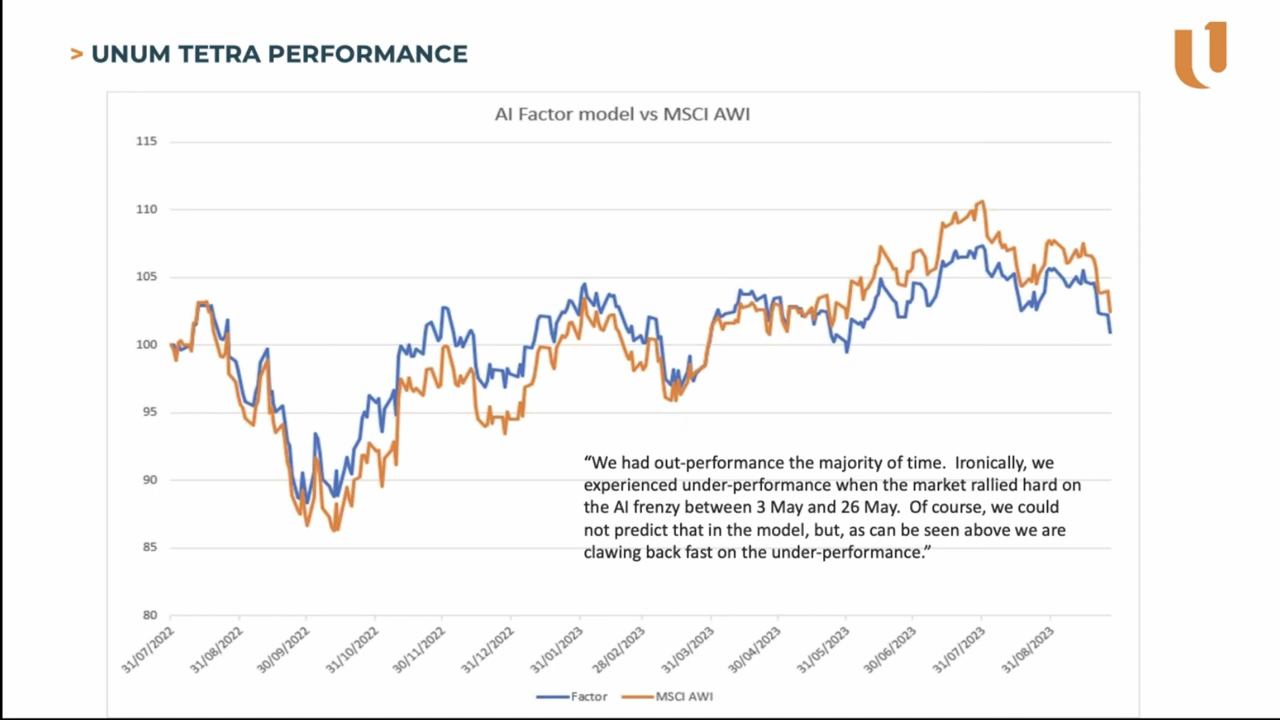 > UNUM TETRA PERFORMANCE
AI Factor model vs MSCI AWI
115
110
105
100
95
90
85
80
“We had out-performance the majority of time. Ironically, we
experienced under-performance when the market rallied hard on
the AI frenzy between 3 May and 26 May. Of course, we could
not predict that in the model, but, as can be seen above we are
clawing back fast on the under-performance.”
31/07/2022
31/08/2022
30/09/2022
31/10/2022
30/11/2022
31/12/2022
31/01/2023
28/02/2023
31/03/2023
30/04/2023
31/05/2023
30/06/2023
31/07/2023
31/08/2023
Factor
MSCI AWI